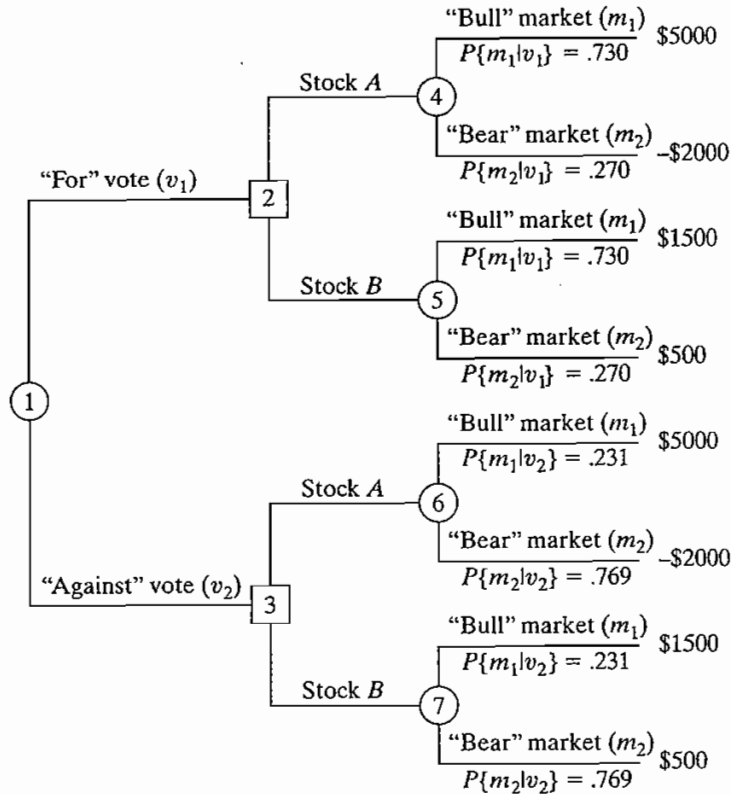 “Bull” market (m₁)
$5000
P{m₁|v₁} = .730
Stock A
4
“Bear” market (m₂)
–$2000
P{m₂|v₁} = .270
“For” vote (v₁)
2
“Bull” market (m₁)
$1500
P{m₁|v₁} = .730
Stock B
5
“Bear” market (m₂)
$500
P{m₂|v₁} = .270
1
“Bull” market (m₁)
$5000
P{m₁|v₂} = .231
Stock A
6
“Bear” market (m₂)
–$2000
P{m₂|v₂} = .769
“Against” vote (v₂)
3
“Bull” market (m₁)
$1500
P{m₁|v₂} = .231
Stock B
7
“Bear” market (m₂)
$500
P{m₂|v₂} = .769